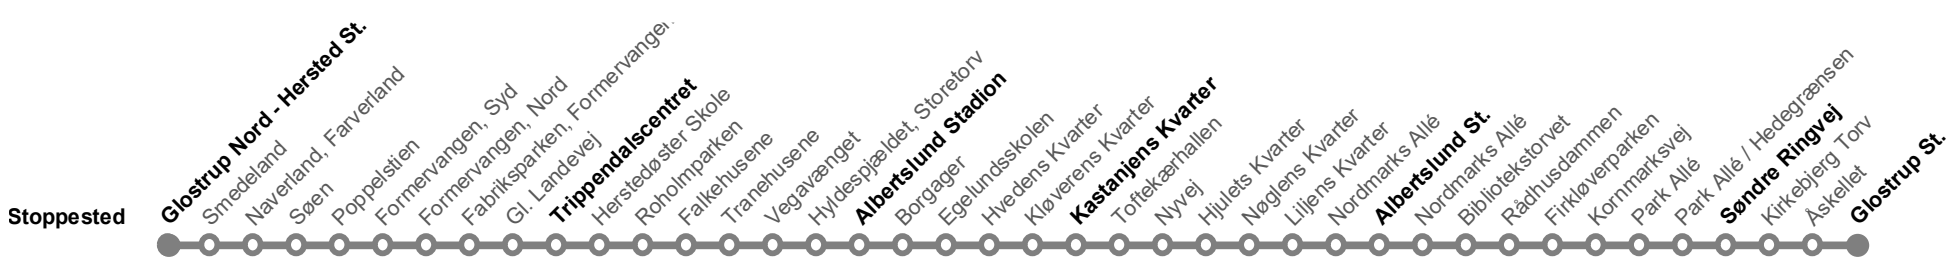 Stoppested
Glostrup Nord - Hersted St.
Smedeland
Naverland, Farverland
Søen
Poppelstien
Formervangen, Syd
Formervangen, Nord
Fabriksparken, Formervangen
Gl. Landevej
Trippendalscentret
Herstedøster Skole
Roholmparken
Falkehusene
Tranehusene
Vegavænget
Hyldespjældet, Storetorv
Albertslund Stadion
Borgager
Egelundsskolen
Hvedens Kvarter
Kløverens Kvarter
Kastanjens Kvarter
Toftekærhallen
Nyvej
Hjulets Kvarter
Nøglens Kvarter
Liljens Kvarter
Nordmarks Allé
Albertslund St.
Nordmarks Allé
Bibliotekstorvet
Rådhusdammen
Firkløverparken
Kornmarksvej
Park Allé
Park Allé / Hedegrænsen
Søndre Ringvej
Kirkebjerg Torv
Åskellet
Glostrup St.